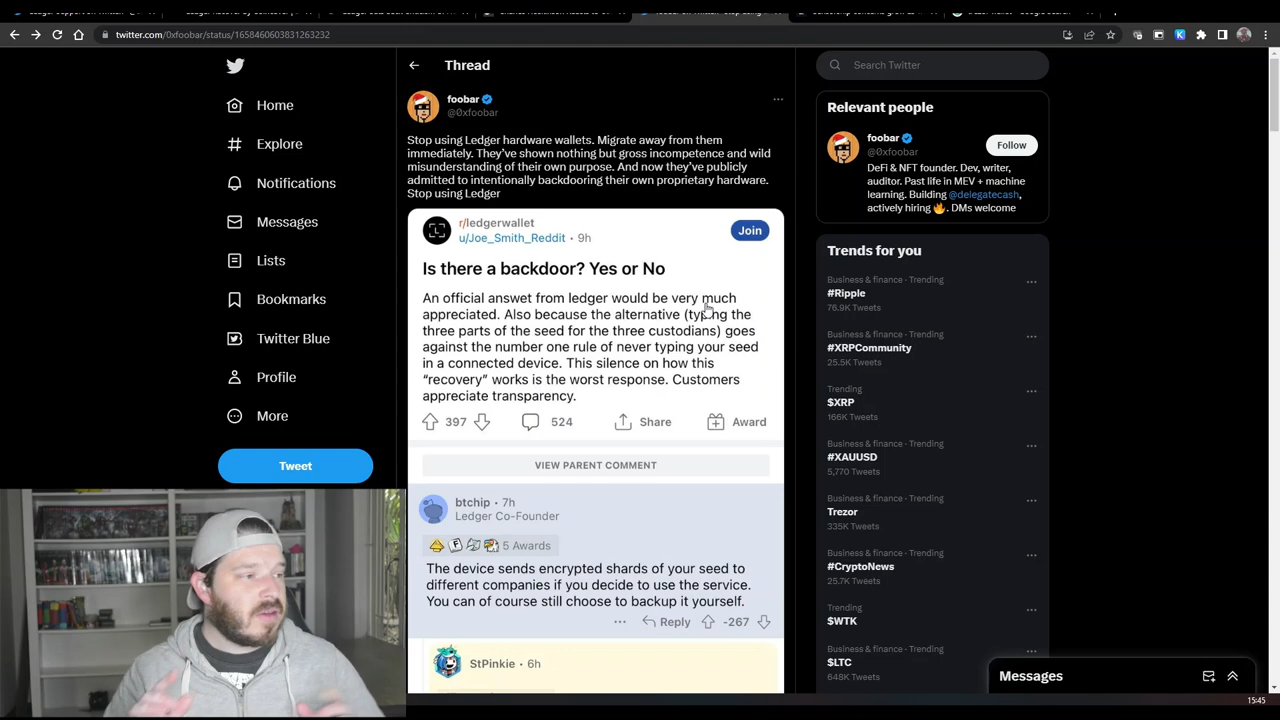 twitter.com/0xfoobar/status/1658460603831263232
Home
Explore
Notifications
Messages
Lists
Bookmarks
Twitter Blue
Profile
More
Tweet
Thread
foobar
@0xfoobar
Stop using Ledger hardware wallets. Migrate away from them
immediately. They've shown nothing but gross incompetence and wild
misunderstanding of their own purpose. And now they've publicly
admitted to intentionally backdooring their own proprietary hardware.
Stop using Ledger
r/ledgerwallet
u/Joe_Smith_Reddit · 9h
Join
Is there a backdoor? Yes or No
An official answet from ledger would be very much
appreciated. Also because the alternative (typing the
three parts of the seed for the three custodians) goes
against the number one rule of never typing your seed
in a connected device. This silence on how this
“recovery” works is the worst response. Customers
appreciate transparency.
397
524
Share
Award
VIEW PARENT COMMENT
btchip · 7h
Ledger Co-Founder
5 Awards
The device sends encrypted shards of your seed to
different companies if you decide to use the service.
You can of course still choose to backup it yourself.
Reply
-267
StPinkie · 6h
Search Twitter
Relevant people
foobar
@0xfoobar
Follow
DeFi & NFT founder. Dev, writer,
auditor. Past life in MEV + machine
learning. Building @delegatecash,
actively hiring 🔥. DMs welcome
Trends for you
Business & finance · Trending
#Ripple
76.9K Tweets
Business & finance · Trending
#XRPCommunity
25.5K Tweets
Trending
$XRP
166K Tweets
Business & finance · Trending
#XAUUSD
5,770 Tweets
Business & finance · Trending
Trezor
335K Tweets
Business & finance · Trending
#CryptoNews
25.7K Tweets
Trending
$WTK
Business & finance · Trending
$LTC
648K Tweets
Messages
15:45